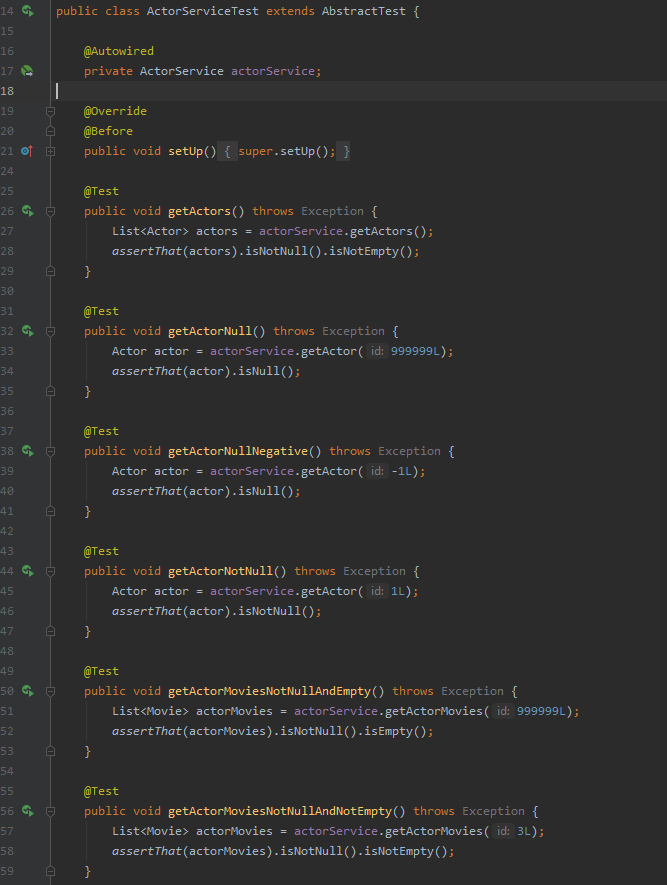 14 public class ActorServiceTest extends AbstractTest {
15
16 @Autowired
17 private ActorService actorService;
18
19 @Override
20 @Before
21 public void setUp() { super.setUp(); }
24
25 @Test
26 public void getActors() throws Exception {
27 List<Actor> actors = actorService.getActors();
28 assertThat(actors).isNotNull().isNotEmpty();
29 }
30
31 @Test
32 public void getActorNull() throws Exception {
33 Actor actor = actorService.getActor( id: 999999L);
34 assertThat(actor).isNull();
35 }
36
37 @Test
38 public void getActorNullNegative() throws Exception {
39 Actor actor = actorService.getActor( id: -1L);
40 assertThat(actor).isNull();
41 }
42
43 @Test
44 public void getActorNotNull() throws Exception {
45 Actor actor = actorService.getActor( id: 1L);
46 assertThat(actor).isNotNull();
47 }
48
49 @Test
50 public void getActorMoviesNotNullAndEmpty() throws Exception {
51 List<Movie> actorMovies = actorService.getActorMovies( id: 999999L);
52 assertThat(actorMovies).isNotNull().isEmpty();
53 }
54
55 @Test
56 public void getActorMoviesNotNullAndNotEmpty() throws Exception {
57 List<Movie> actorMovies = actorService.getActorMovies( id: 3L);
58 assertThat(actorMovies).isNotNull().isNotEmpty();
59 }